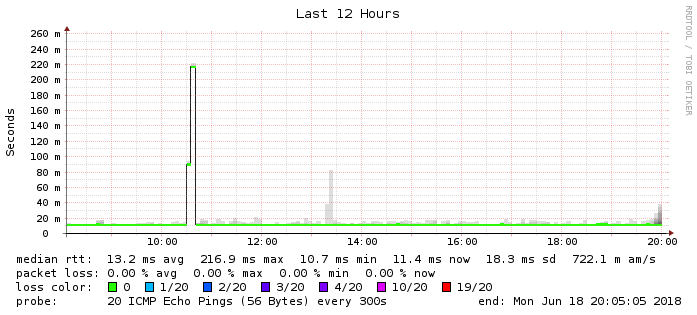 Last 12 Hours
RRDTOOL / TOBI OETIKER
Seconds
260 m
240 m
220 m
200 m
180 m
160 m
140 m
120 m
100 m
80 m
60 m
40 m
20 m
0
10:00 12:00 14:00 16:00 18:00 20:00
median rtt: 13.2 ms avg 216.9 ms max 10.7 ms min 11.4 ms now 18.3 ms sd 722.1 m am/s
packet loss: 0.00 % avg 0.00 % max 0.00 % min 0.00 % now
loss color: 0 1/20 2/20 3/20 4/20 10/20 19/20
probe: 20 ICMP Echo Pings (56 Bytes) every 300s end: Mon Jun 18 20:05:05 2018